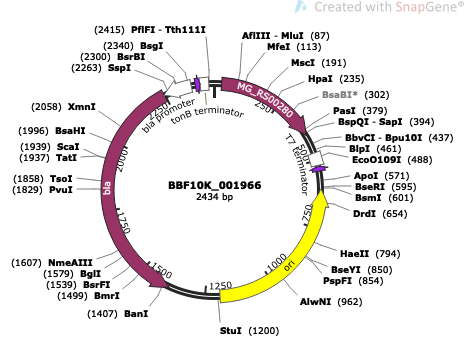 Created with SnapGene®
(2415) PflFI - Tth111I
(2340) BsgI
(2300) BsrBI
(2263) SspI
(2058) XmnI
(1996) BsaHI
(1939) ScaI
(1937) TatI
(1858) TsoI
(1829) PvuI
(1607) NmeAIII
(1579) BglI
(1539) BsrFI
(1499) BmrI
(1407) BanI
AflIII - MluI (87)
MfeI (113)
MscI (191)
HpaI (235)
BsaBI* (302)
PasI (379)
BspQI - SapI (394)
BbvCI - Bpu10I (437)
BlpI (461)
EcoO109I (488)
ApoI (571)
BseRI (595)
BsmI (601)
DrdI (654)
HaeII (794)
BseYI (850)
PspFI (854)
AlwNI (962)
StuI (1200)
MG_RS00280
T7 terminator
ori
bla
bla promoter
tonB terminator
250
500
750
1000
1250
1500
1750
2000
2250
BBF10K_001966
2434 bp